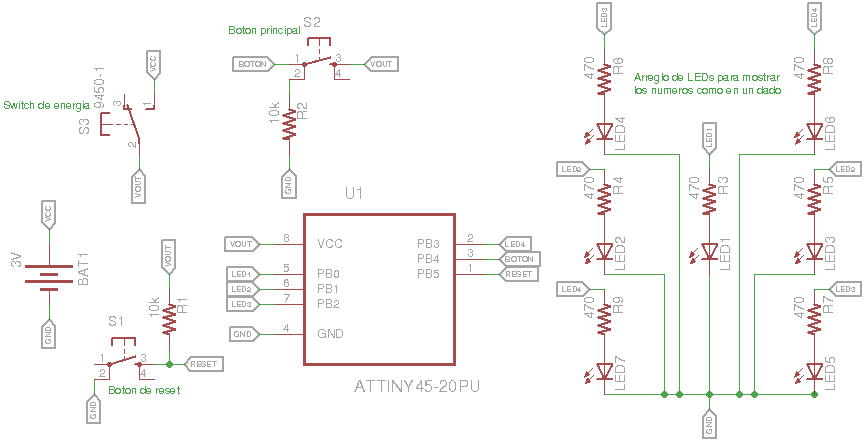 S2
Boton principal
BOTON
1
2
3
4
VOUT
10k
R2
GND
VCC
9450-1
Switch de energia
S3
3
1
2
VOUT
VCC
3V
BAT1
GND
VOUT
10k
R1
S1
1
2
3
4
RESET
GND
Boton de reset
U1
VOUT
8
VCC
LED1
5
PB0
LED2
6
PB1
LED3
7
PB2
GND
4
GND
PB3
2
LED4
PB4
3
BOTON
PB5
1
RESET
ATTINY45-20PU
Arreglo de LEDs para mostrar
los numeros como en un dado
LED3
470
R6
LED4
LED4
470
R8
LED6
LED1
470
R3
LED1
LED2
470
R4
LED2
LED2
470
R5
LED3
LED4
470
R9
LED7
LED3
470
R7
LED5
GND